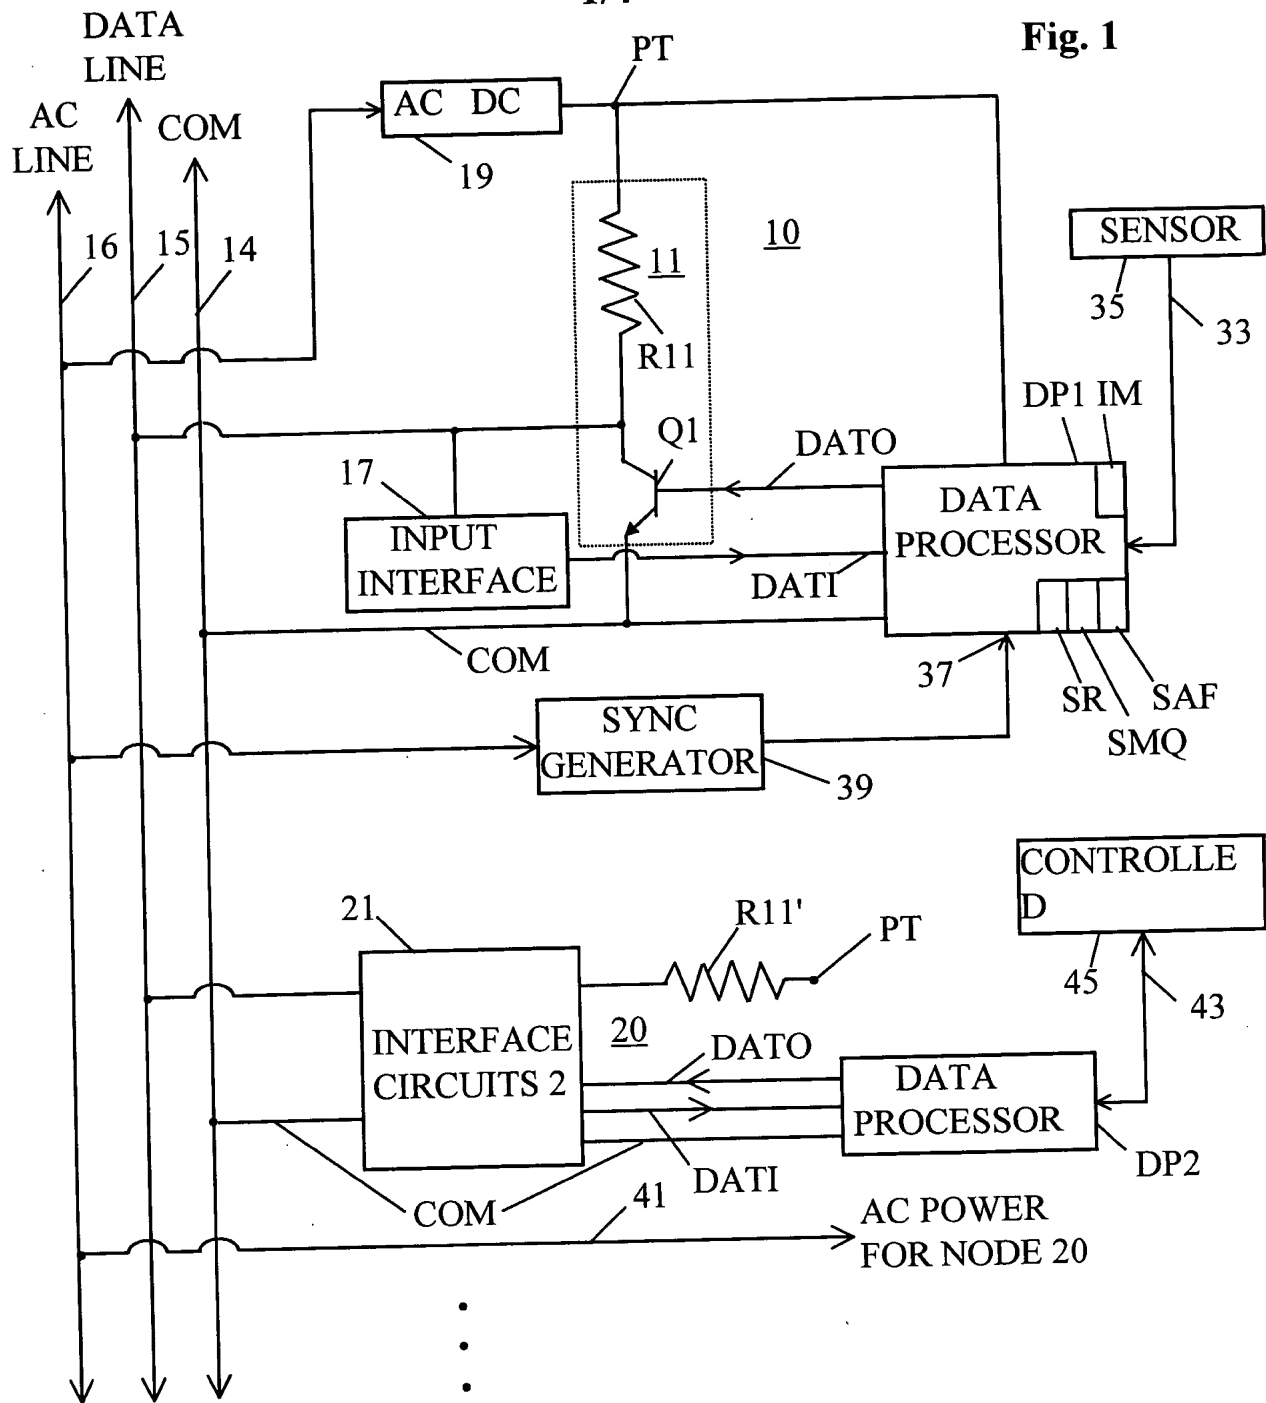 Fig. 1
DATA
LINE
PT
AC
LINE
COM
AC DC
19
10
SENSOR
16
15
14
11
35
33
R11
DP1 IM
Q1
DATO
17
DATA
PROCESSOR
INPUT
INTERFACE
DATI
COM
37
SR
SAF
SMQ
SYNC
GENERATOR
39
CONTROLLE
D
21
R11'
PT
45
43
INTERFACE
CIRCUITS 2
20
DATO
DATA
PROCESSOR
DATI
DP2
COM
41
AC POWER
FOR NODE 20